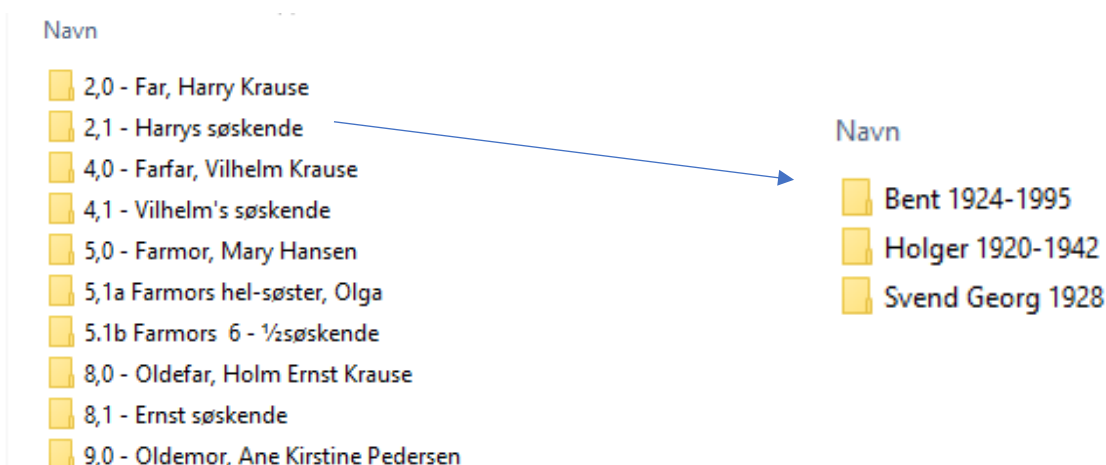 Navn
2,0 - Far, Harry Krause
2,1 - Harrys søskende
4,0 - Farfar, Vilhelm Krause
4,1 - Vilhelm's søskende
5,0 - Farmor, Mary Hansen
5,1a Farmors hel-søster, Olga
5.1b Farmors  6 - ½søskende
8,0 - Oldefar, Holm Ernst Krause
8,1 - Ernst søskende
9,0 - Oldemor, Ane Kirstine Pedersen
Navn
Bent 1924-1995
Holger 1920-1942
Svend Georg 1928